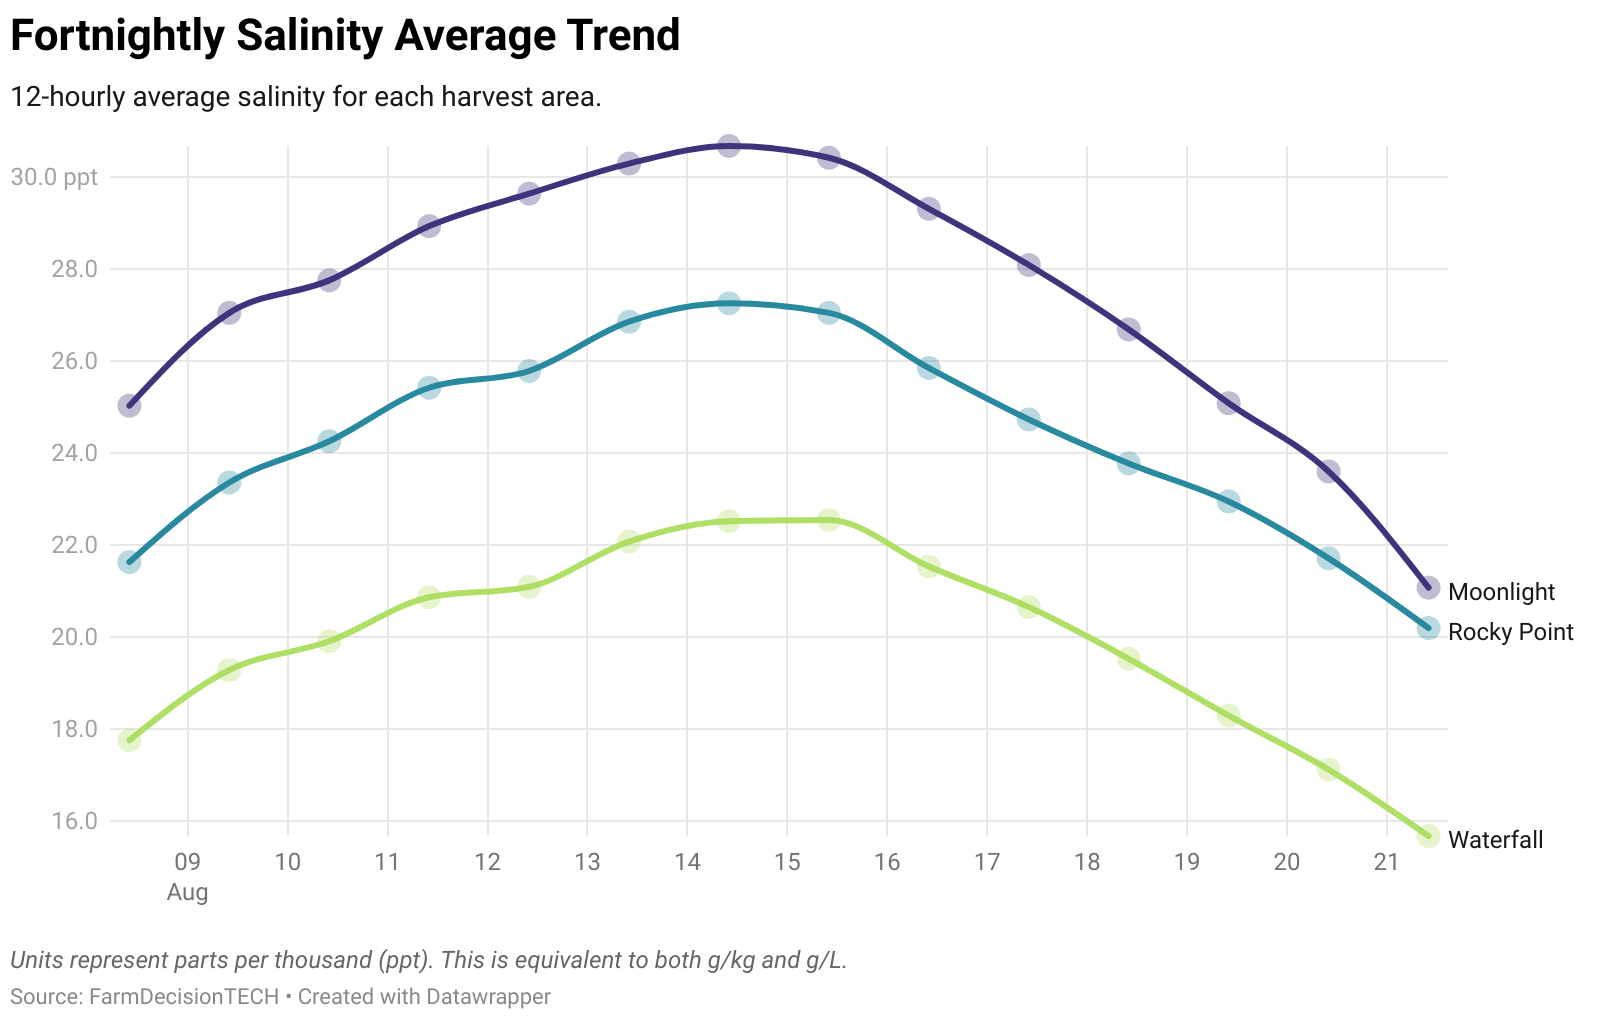 Fortnightly Salinity Average Trend
12-hourly average salinity for each harvest area.
30.0 ppt
28.0
26.0
24.0
22.0
20.0
18.0
16.0
Moonlight
Rocky Point
Waterfall
09 10 11 12 13 14 15 16 17 18 19 20 21
Aug
Units represent parts per thousand (ppt). This is equivalent to both g/kg and g/L.
Source: FarmDecisionTECH • Created with Datawrapper